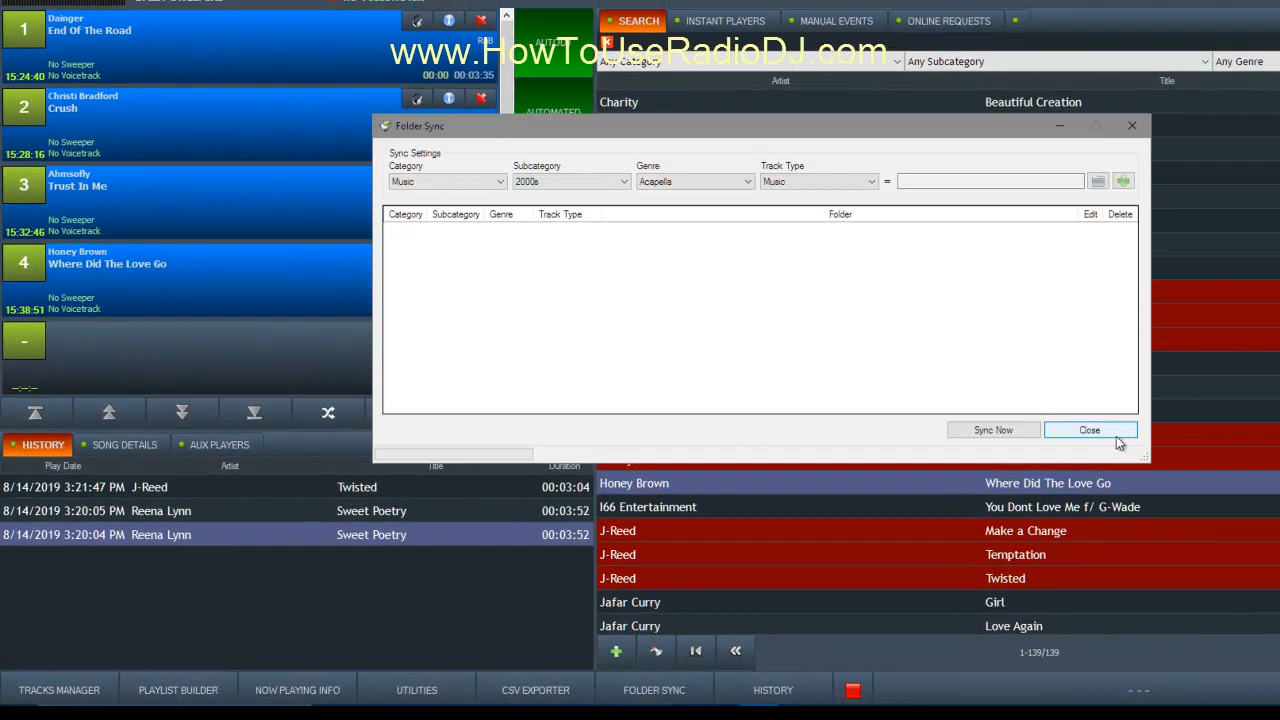 1
Dainger
End Of The Road
RnB
15:24:40
00:00 00:03:35
2
Christi Bradford
Crush
No Sweeper
15:28:16 No Voicetrack
3
Ahmsofly
Trust In Me
No Sweeper
15:32:46 No Voicetrack
4
Honey Brown
Where Did The Love Go
No Sweeper
15:38:51 No Voicetrack
-
--:--:--
AUTOMATED
SEARCH INSTANT PLAYERS MANUAL EVENTS ONLINE REQUESTS
www.HowToUseRadioDJ.com
Any Category Any Subcategory Any Genre
Artist Title
Charity Beautiful Creation
Folder Sync
Sync Settings
Category Subcategory Genre Track Type
Music 2000s Acapella Music =
Category Subcategory Genre Track Type Folder Edit Delete
Sync Now Close
HISTORY SONG DETAILS AUX PLAYERS
Play Date Artist Title Duration
8/14/2019 3:21:47 PM J-Reed Twisted 00:03:04
8/14/2019 3:20:05 PM Reena Lynn Sweet Poetry 00:03:52
8/14/2019 3:20:04 PM Reena Lynn Sweet Poetry 00:03:52
Honey Brown Where Did The Love Go
I66 Entertainment You Dont Love Me f/ G-Wade
J-Reed Make a Change
J-Reed Temptation
J-Reed Twisted
Jafar Curry Girl
Jafar Curry Love Again
1-139/139
TRACKS MANAGER PLAYLIST BUILDER NOW PLAYING INFO UTILITIES CSV EXPORTER FOLDER SYNC HISTORY - - -